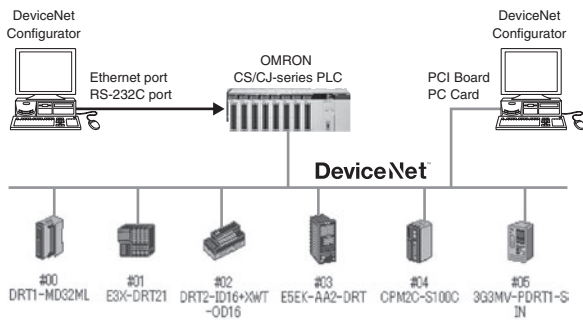 DeviceNet
Configurator
DeviceNet
Configurator
OMRON
CS/CJ-series PLC
Ethernet port
RS-232C port
PCI Board
PC Card
DeviceNet™
#00
DRT1-MD32ML
#01
E3X-DRT21
#02
DRT2-ID16+XWT
-OD16
#03
E5EK-AA2-DRT
#04
CPM2C-S100C
#05
3G3MV-PDRT1-S
IN